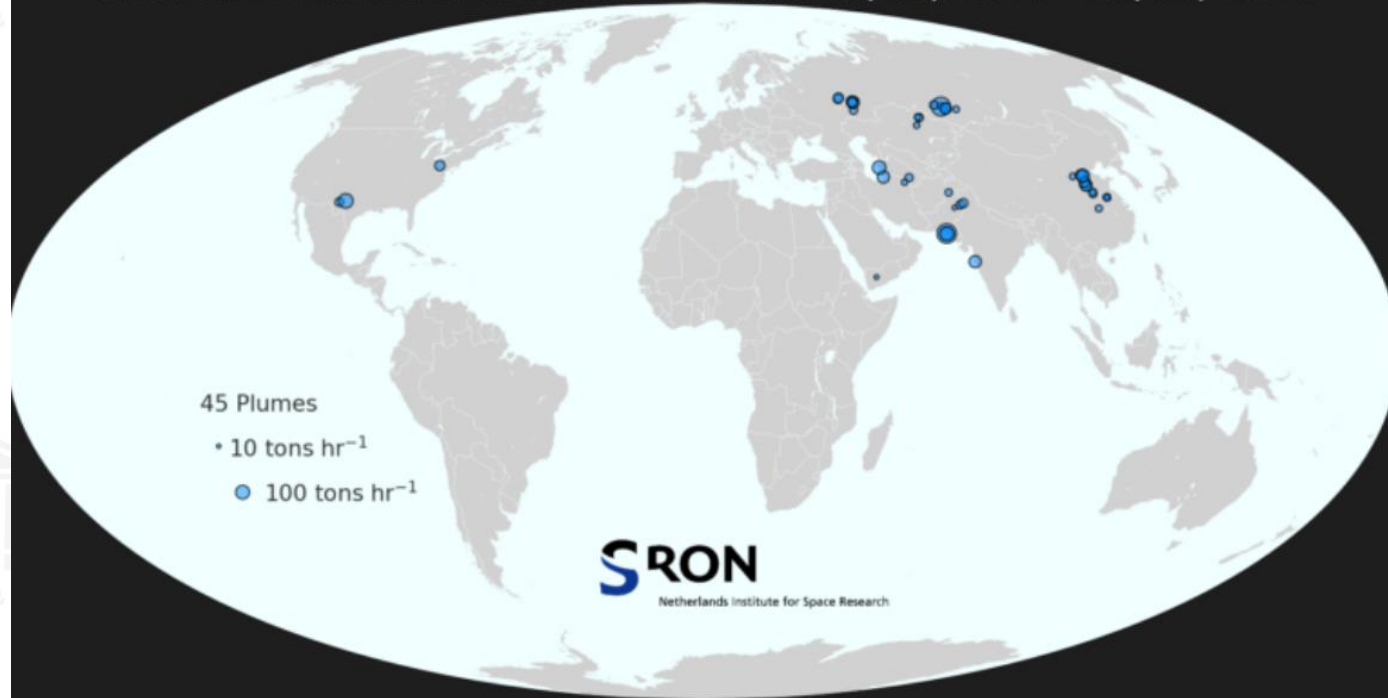 45 Plumes
10 tons hr⁻¹
100 tons hr⁻¹
SRON
Netherlands Institute for Space Research